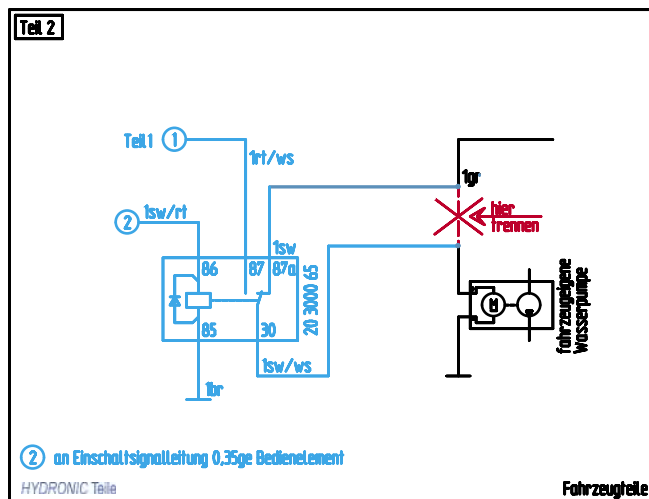 Teil 2
Teil1 1
1rt/ws
1gr
hier
trennen
2 1sw/rt
1sw
86 87 87a
85 30
20 3000 65
M
fahrzeugeigene
Wasserpumpe
1sw/ws
1br
2 an Einschaltsignalleitung 0,35ge Bedienelement
HYDRONIC Teile
Fahrzeugteile